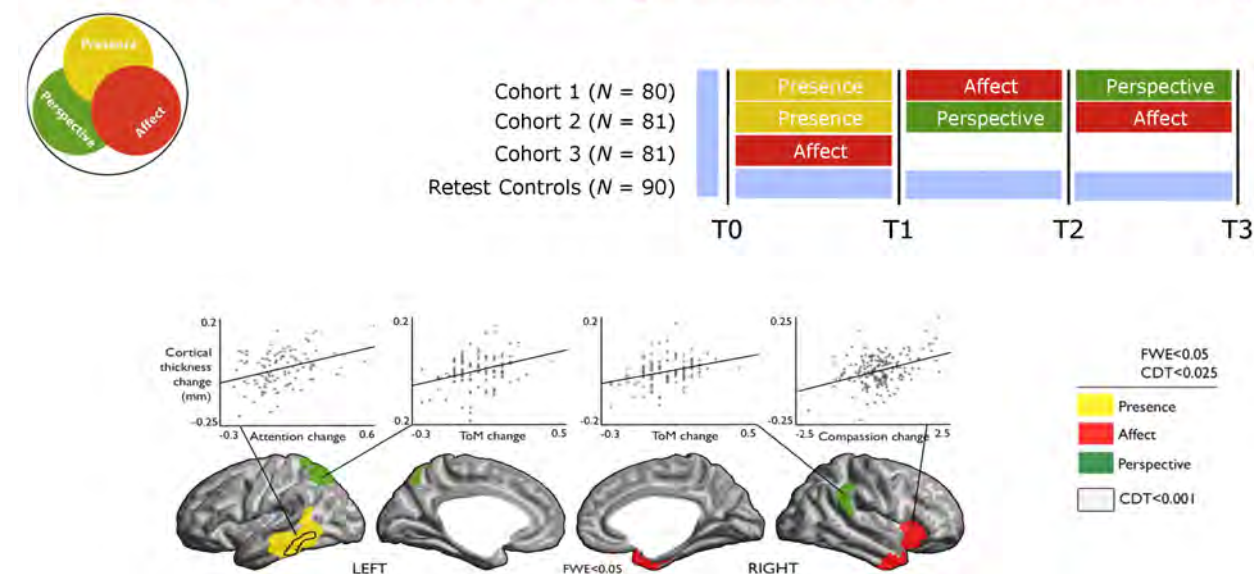 Presence
Perspective
Affect
Cohort 1 (N = 80)
Presence
Affect
Perspective
Cohort 2 (N = 81)
Presence
Perspective
Affect
Cohort 3 (N = 81)
Affect
Retest Controls (N = 90)
T0
T1
T2
T3
Cortical
thickness
change
(mm)
0.2
-0.25
-0.3
Attention change
0.6
0.2
0.2
-0.3
ToM change
0.5
0.2
-0.2
-0.3
ToM change
0.5
0.25
-0.25
-2.5
Compassion change
2.5
FWE<0.05
CDT<0.025
Presence
Affect
Perspective
CDT<0.001
LEFT
FWE<0.05
RIGHT